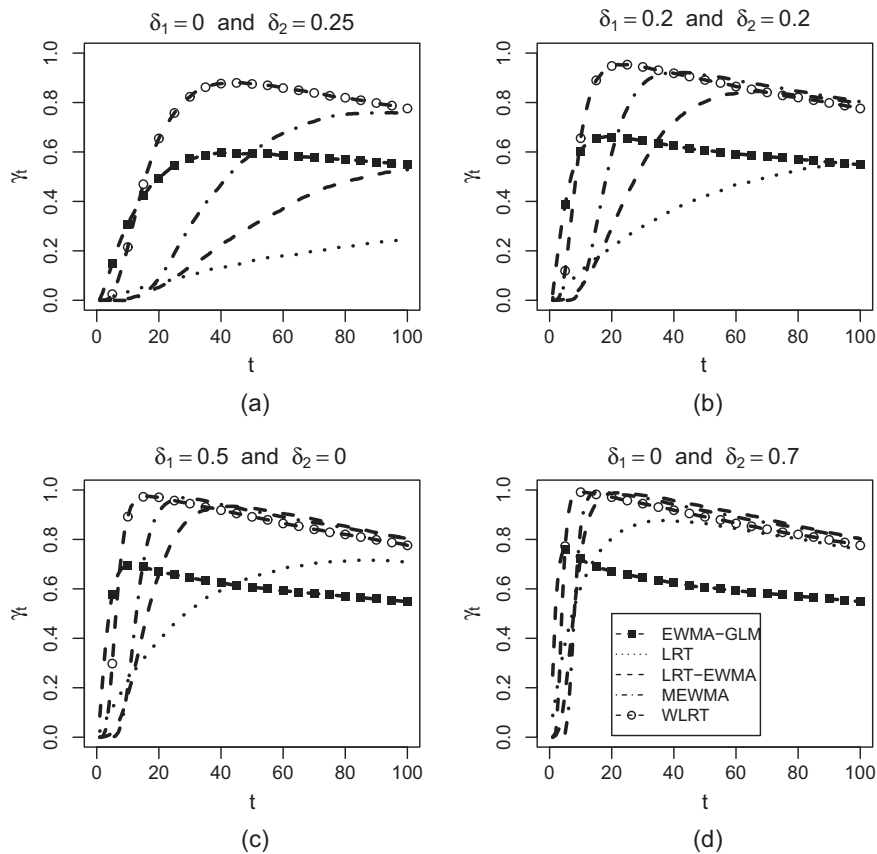 δ1 = 0 and δ2 = 0.25
γt
0.0 0.2 0.4 0.6 0.8 1.0
0 20 40 60 80 100
t
(a)
δ1 = 0.2 and δ2 = 0.2
γt
0.0 0.2 0.4 0.6 0.8 1.0
0 20 40 60 80 100
t
(b)
δ1 = 0.5 and δ2 = 0
γt
0.0 0.2 0.4 0.6 0.8 1.0
0 20 40 60 80 100
t
(c)
δ1 = 0 and δ2 = 0.7
γt
0.0 0.2 0.4 0.6 0.8 1.0
EWMA−GLM
LRT
LRT−EWMA
MEWMA
WLRT
0 20 40 60 80 100
t
(d)